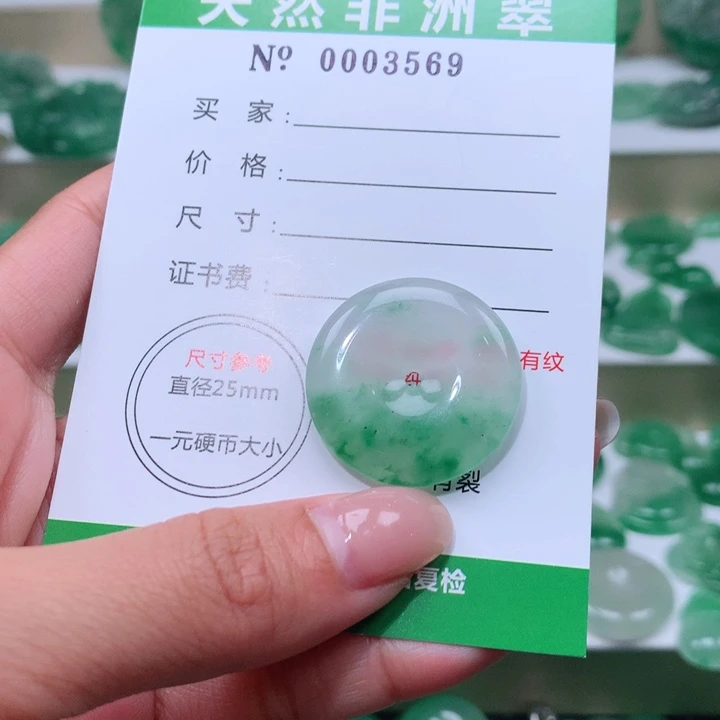 天然非洲翠
Nº 0003569
买 家：
价 格：
尺 寸：
证书费：
尺寸参考
直径25mm
一元硬币大小
有纹
有裂
复检